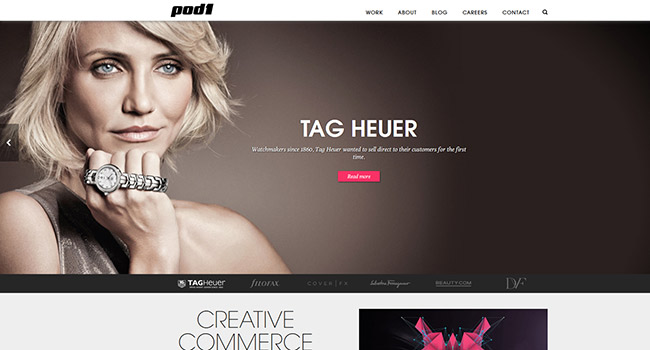 pod1
WORK ABOUT BLOG CAREERS CONTACT
TAG HEUER
Watchmakers since 1860, Tag Heuer wanted to sell direct to their customers for the first
time.
Read more
TAGHeuer FILOFAX COVER | FX Salvatore Ferragamo BEAUTY.COM DF
CREATIVE
COMMERCE